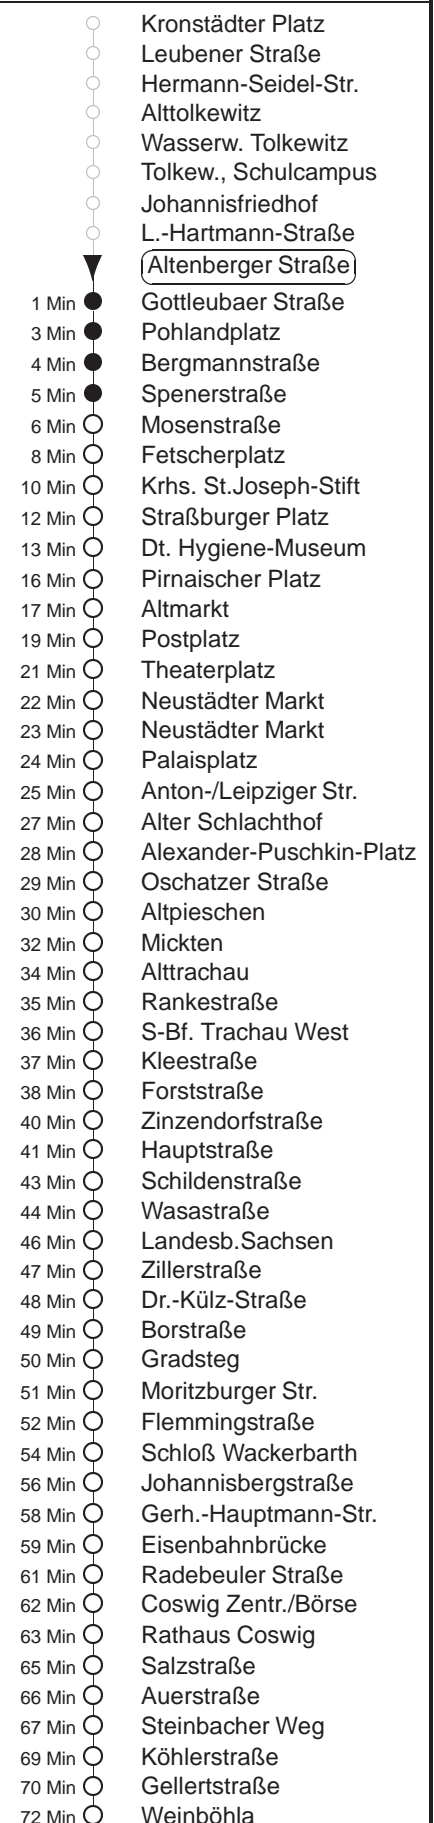 Kronstädter Platz
Leubener Straße
Hermann-Seidel-Str.
Alttolkewitz
Wasserw. Tolkewitz
Tolkew., Schulcampus
Johannisfriedhof
L.-Hartmann-Straße
Altenberger Straße
1 Min Gottleubaer Straße
3 Min Pohlandplatz
4 Min Bergmannstraße
5 Min Spenerstraße
6 Min Mosenstraße
8 Min Fetscherplatz
10 Min Krhs. St.Joseph-Stift
12 Min Straßburger Platz
13 Min Dt. Hygiene-Museum
16 Min Pirnaischer Platz
17 Min Altmarkt
19 Min Postplatz
21 Min Theaterplatz
22 Min Neustädter Markt
23 Min Neustädter Markt
24 Min Palaisplatz
25 Min Anton-/Leipziger Str.
27 Min Alter Schlachthof
28 Min Alexander-Puschkin-Platz
29 Min Oschatzer Straße
30 Min Altpieschen
32 Min Mickten
34 Min Alttrachau
35 Min Rankestraße
36 Min S-Bf. Trachau West
37 Min Kleestraße
38 Min Forststraße
40 Min Zinzendorfstraße
41 Min Hauptstraße
43 Min Schildenstraße
44 Min Wasastraße
46 Min Landesb.Sachsen
47 Min Zillerstraße
48 Min Dr.-Külz-Straße
49 Min Borstraße
50 Min Gradsteg
51 Min Moritzburger Str.
52 Min Flemmingstraße
54 Min Schloß Wackerbarth
56 Min Johannisbergstraße
58 Min Gerh.-Hauptmann-Str.
59 Min Eisenbahnbrücke
61 Min Radebeuler Straße
62 Min Coswig Zentr./Börse
63 Min Rathaus Coswig
65 Min Salzstraße
66 Min Auerstraße
67 Min Steinbacher Weg
69 Min Köhlerstraße
70 Min Gellertstraße
72 Min Weinböhla